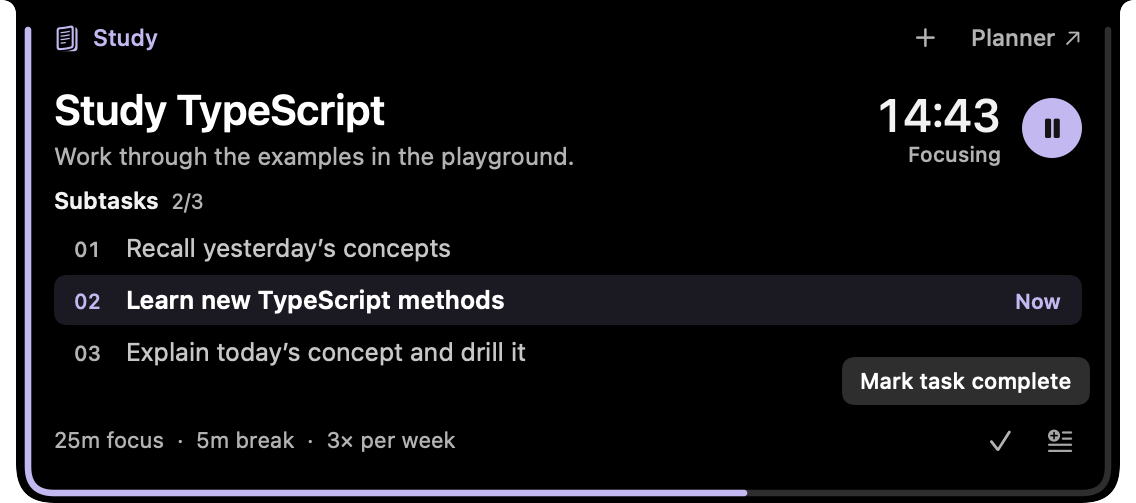 Study
+ Planner ↗
Study TypeScript
14:43
Work through the examples in the playground.
Focusing
Subtasks 2/3
01 Recall yesterday’s concepts
02 Learn new TypeScript methods Now
03 Explain today’s concept and drill it
Mark task complete
25m focus · 5m break · 3× per week